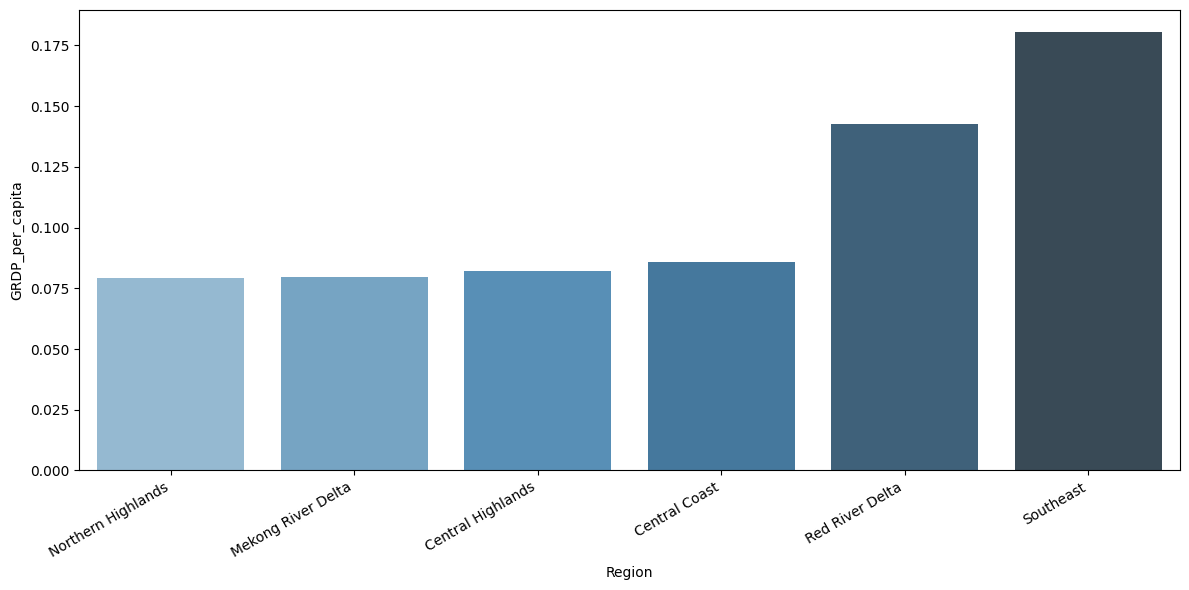 0.175
0.150
0.125
0.100
0.075
0.050
0.025
0.000
GRDP_per_capita
Northern Highlands
Mekong River Delta
Central Highlands
Central Coast
Red River Delta
Southeast
Region